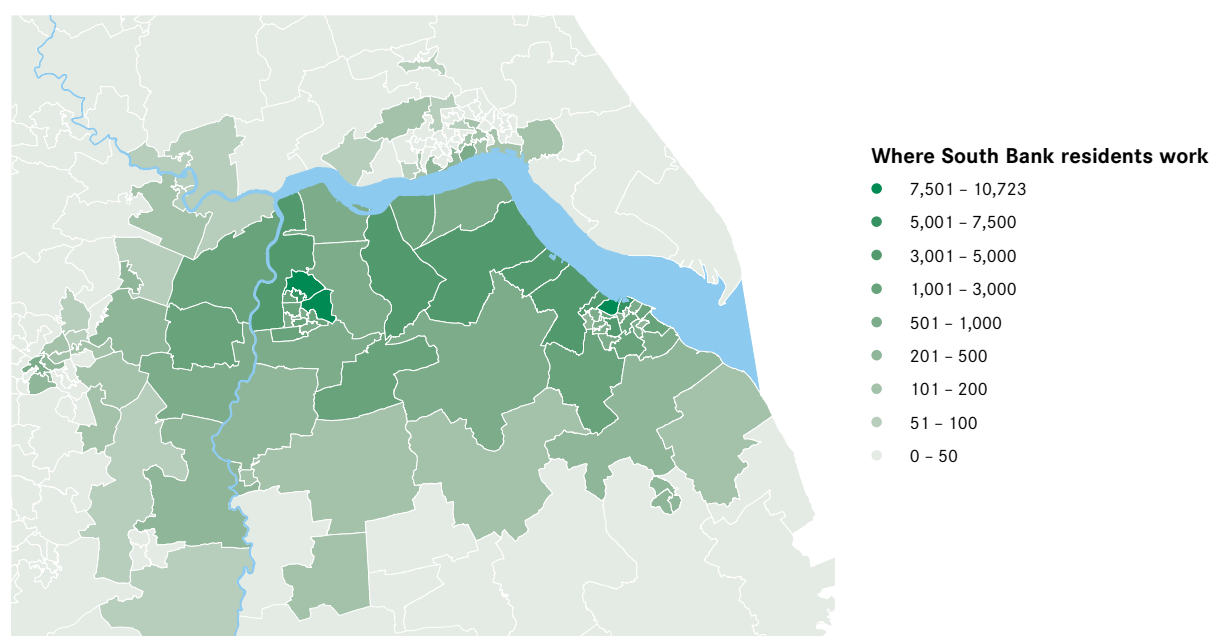 Where South Bank residents work
7,501 – 10,723
5,001 – 7,500
3,001 – 5,000
1,001 – 3,000
501 – 1,000
201 – 500
101 – 200
51 – 100
0 – 50